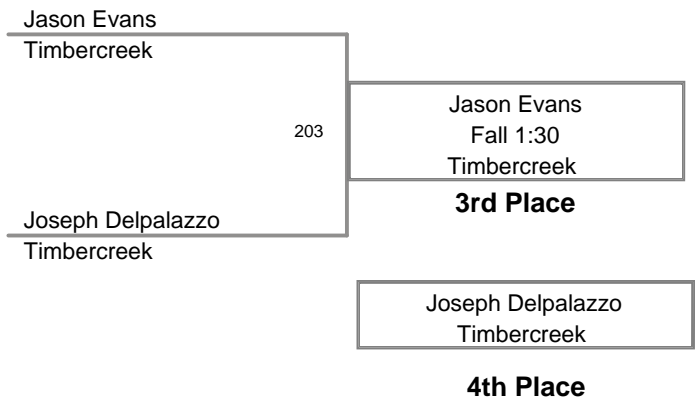 Jason Evans
Timbercreek
203
Jason Evans
Fall 1:30
Timbercreek
3rd Place
Joseph Delpalazzo
Timbercreek
Joseph Delpalazzo
Timbercreek
4th Place